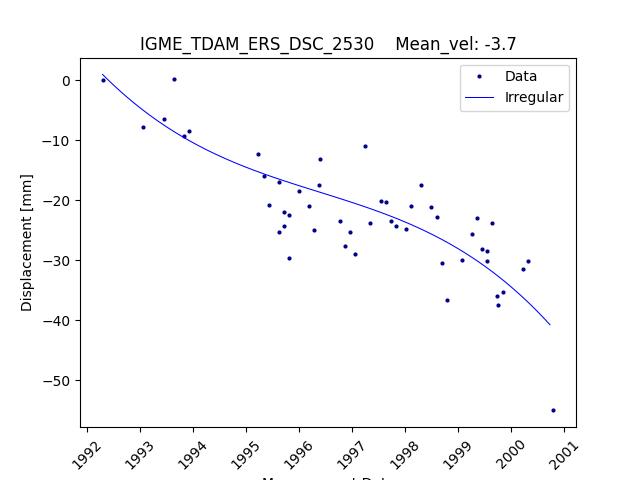 IGME_TDAM_ERS_DSC_2530    Mean_vel: -3.7
Data
Irregular
0
−10
−20
−30
−40
−50
Displacement [mm]
1992 1993 1994 1995 1996 1997 1998 1999 2000 2001